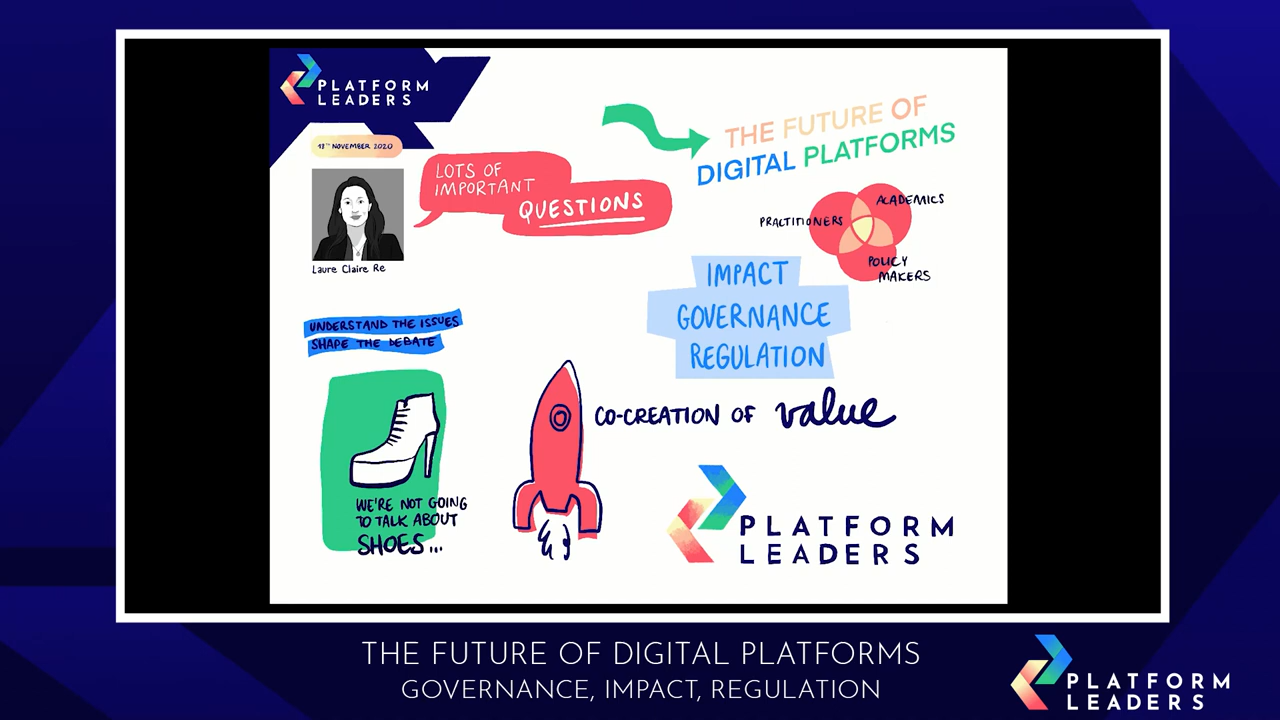 PLATFORM
LEADERS
18TH NOVEMBER 2020
LOTS OF
IMPORTANT
QUESTIONS
Laure Claire Re
THE FUTURE OF
DIGITAL PLATFORMS
PRACTITIONERS
ACADEMICS
POLICY
MAKERS
IMPACT
GOVERNANCE
REGULATION
UNDERSTAND THE ISSUES
SHAPE THE DEBATE
WE'RE NOT GOING
TO TALK ABOUT
SHOES...
CO-CREATION OF value
PLATFORM
LEADERS
THE FUTURE OF DIGITAL PLATFORMS
GOVERNANCE, IMPACT, REGULATION
PLATFORM
LEADERS